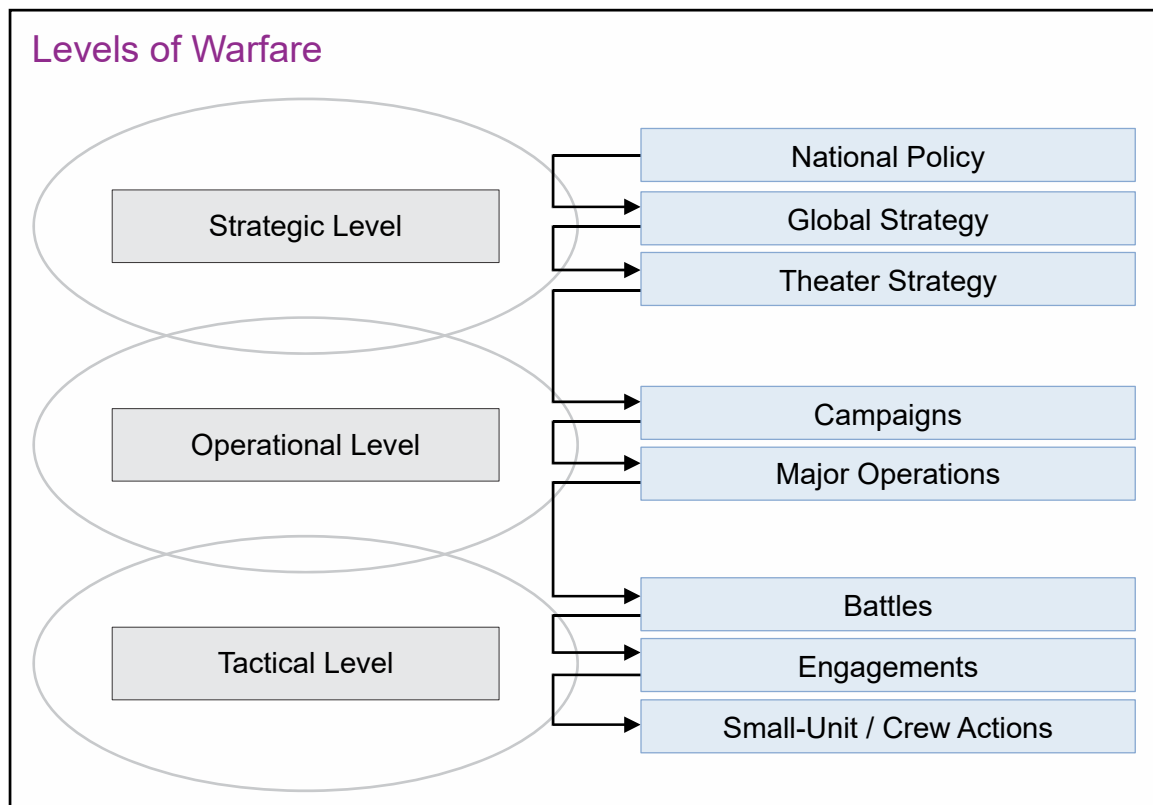 Levels of Warfare
National Policy
Strategic Level
Global Strategy
Theater Strategy
Campaigns
Operational Level
Major Operations
Battles
Tactical Level
Engagements
Small-Unit / Crew Actions